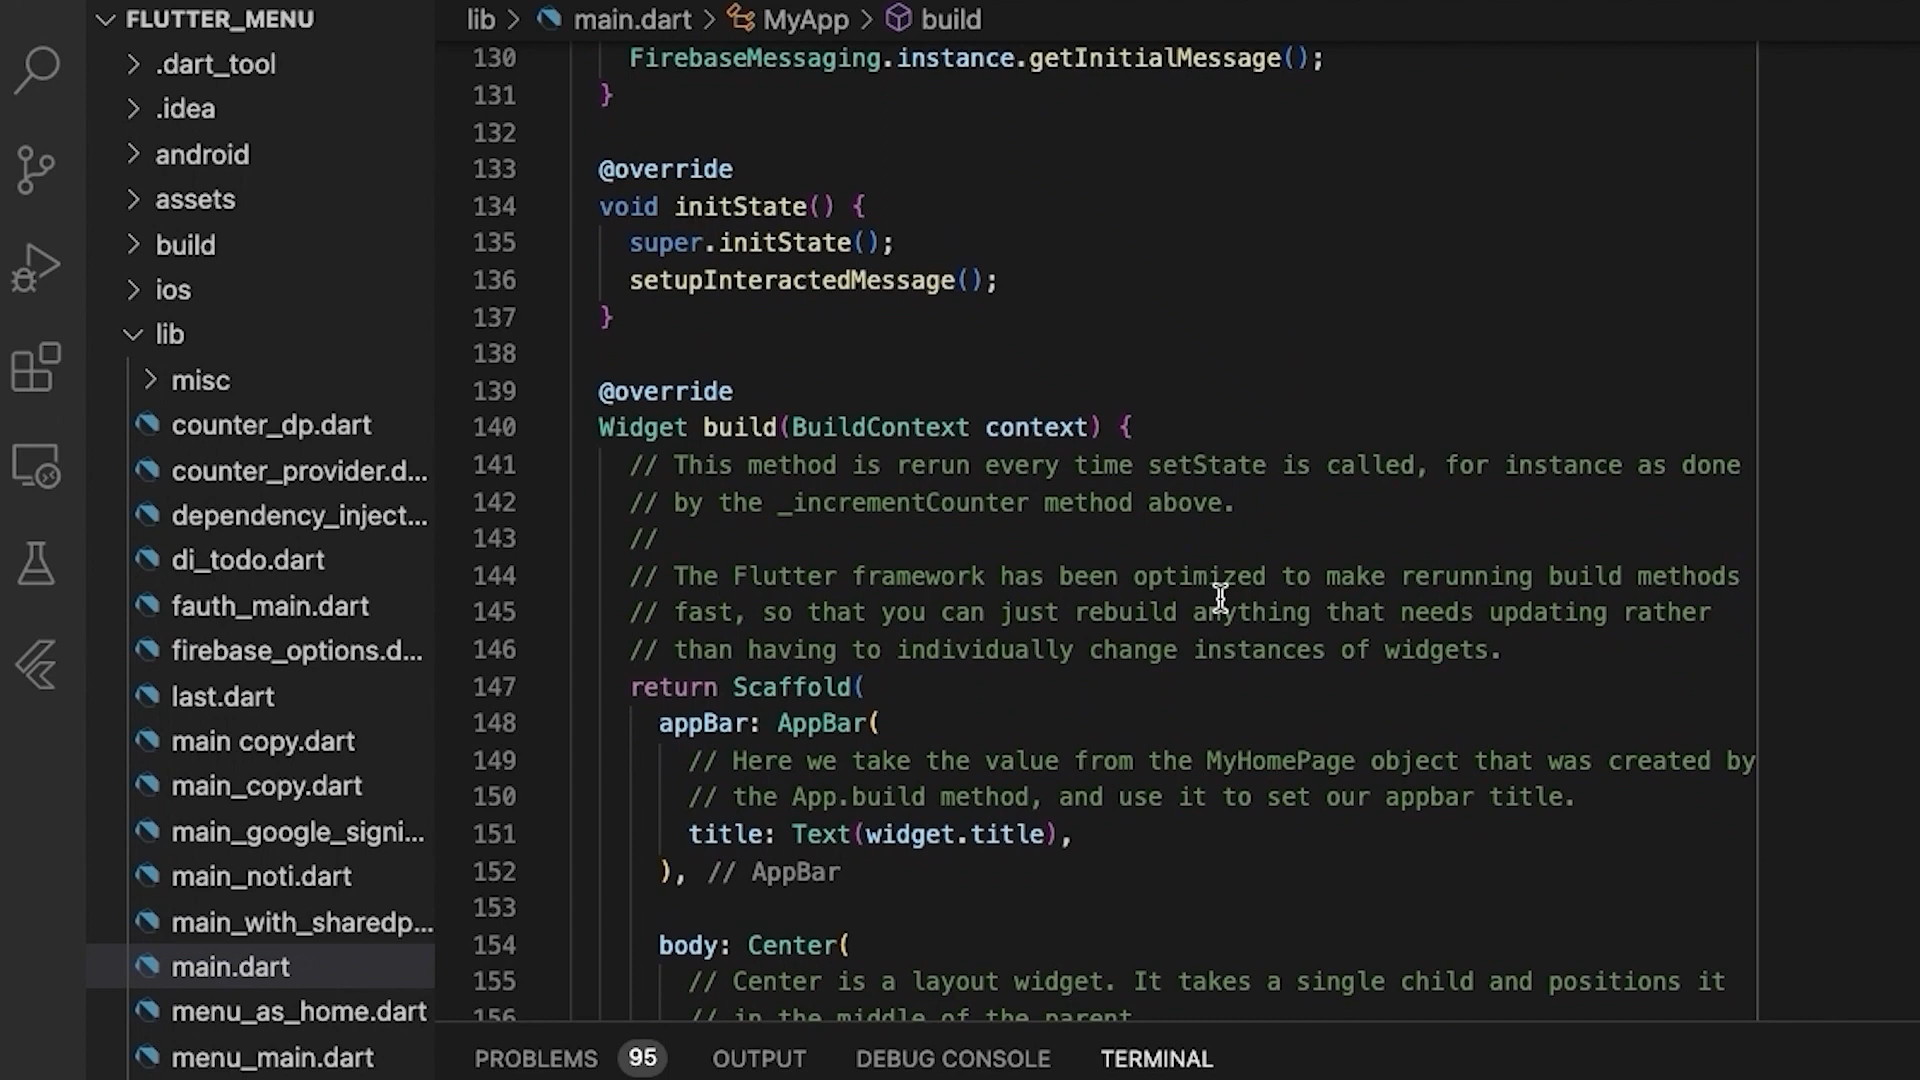 FLUTTER_MENU
.dart_tool
.idea
android
assets
build
ios
lib
misc
counter_dp.dart
counter_provider.d...
dependency_inject...
di_todo.dart
fauth_main.dart
firebase_options.d...
last.dart
main copy.dart
main_copy.dart
main_google_signi...
main_noti.dart
main_with_sharedp...
main.dart
menu_as_home.dart
menu_main.dart
lib > main.dart > MyApp > build
130 FirebaseMessaging.instance.getInitialMessage();
131 }
132
133 @override
134 void initState() {
135 super.initState();
136 setupInteractedMessage();
137 }
138
139 @override
140 Widget build(BuildContext context) {
141 // This method is rerun every time setState is called, for instance as done
142 // by the _incrementCounter method above.
143 //
144 // The Flutter framework has been optimized to make rerunning build methods
145 // fast, so that you can just rebuild anything that needs updating rather
146 // than having to individually change instances of widgets.
147 return Scaffold(
148 appBar: AppBar(
149 // Here we take the value from the MyHomePage object that was created by
150 // the App.build method, and use it to set our appbar title.
151 title: Text(widget.title),
152 ), // AppBar
153
154 body: Center(
155 // Center is a layout widget. It takes a single child and positions it
156 // in the middle of the parent
PROBLEMS 95 OUTPUT DEBUG CONSOLE TERMINAL